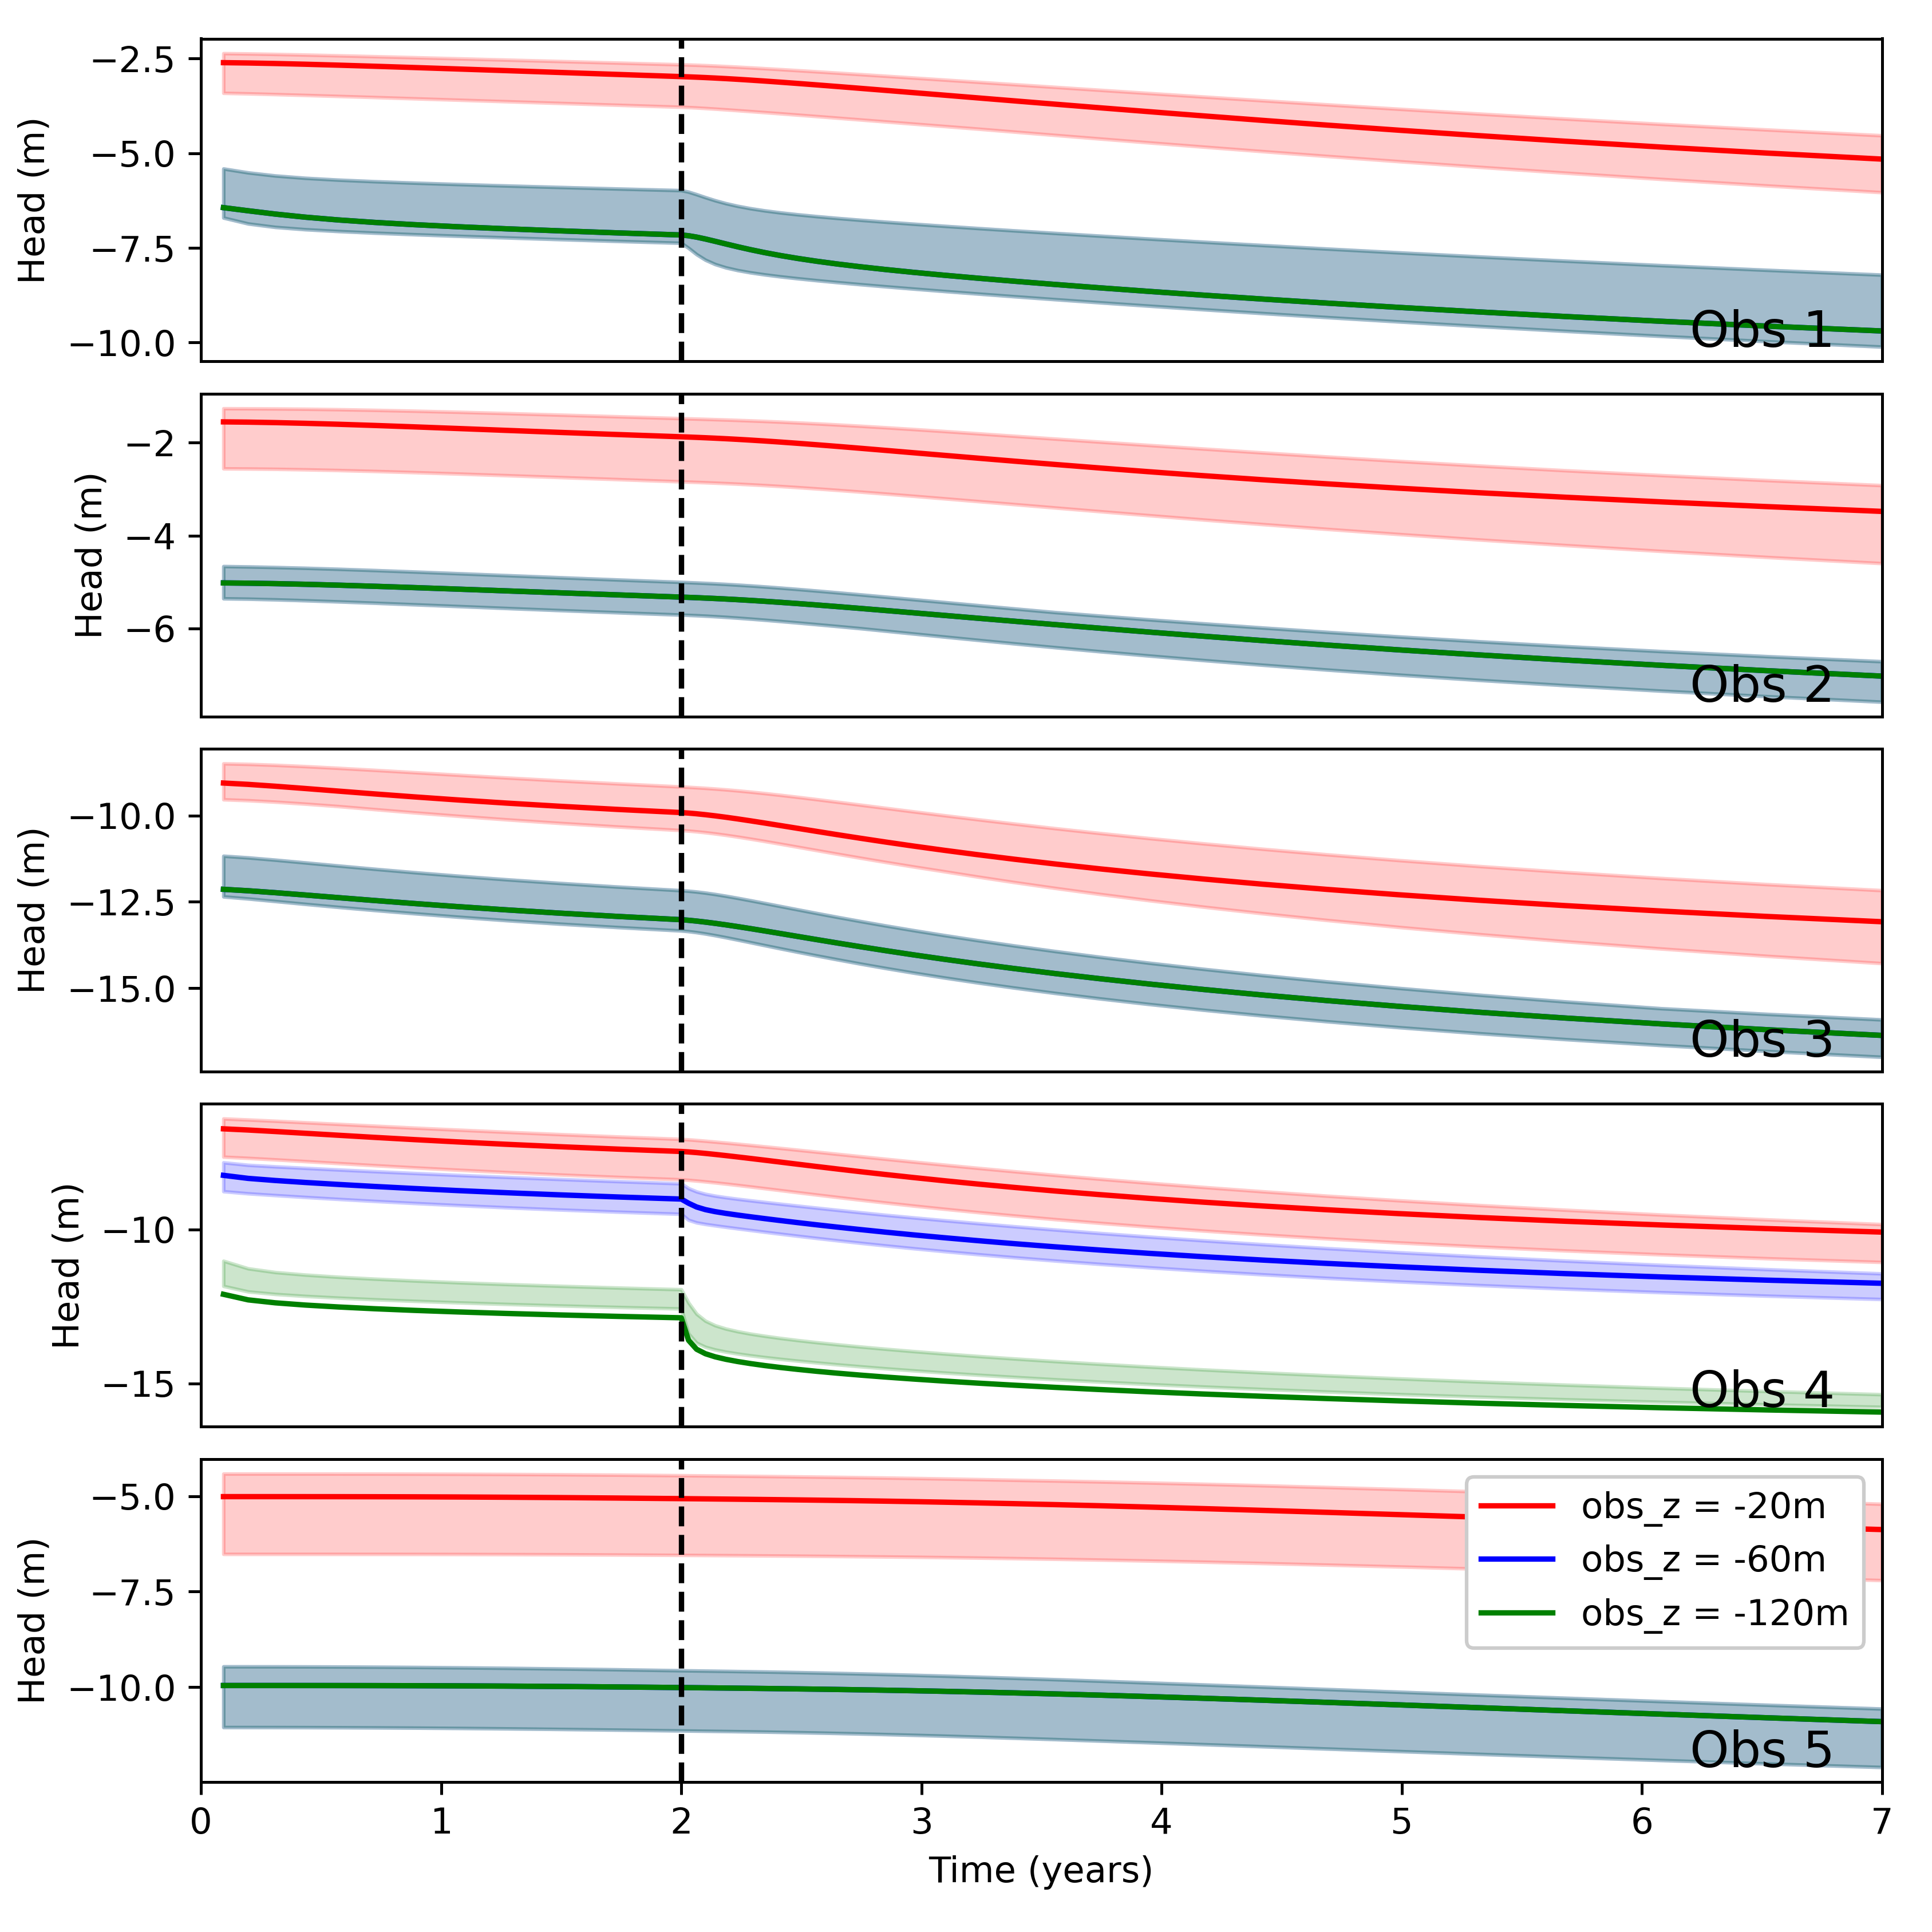 −2.5
−5.0
−7.5
−10.0
Head (m)
Obs 1
−2
−4
−6
Head (m)
Obs 2
−10.0
−12.5
−15.0
Head (m)
Obs 3
−10
−15
Head (m)
Obs 4
−5.0
−7.5
−10.0
Head (m)
obs_z = -20m
obs_z = -60m
obs_z = -120m
Obs 5
0 1 2 3 4 5 6 7
Time (years)